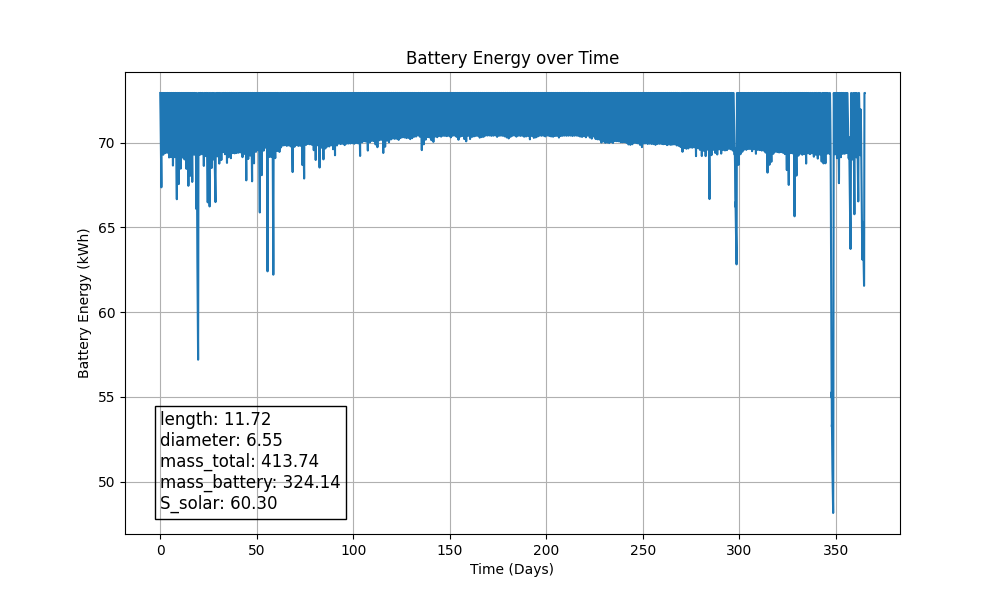 Battery Energy over Time
Battery Energy (kWh)
70
65
60
55
50
length: 11.72
diameter: 6.55
mass_total: 413.74
mass_battery: 324.14
S_solar: 60.30
0 50 100 150 200 250 300 350
Time (Days)